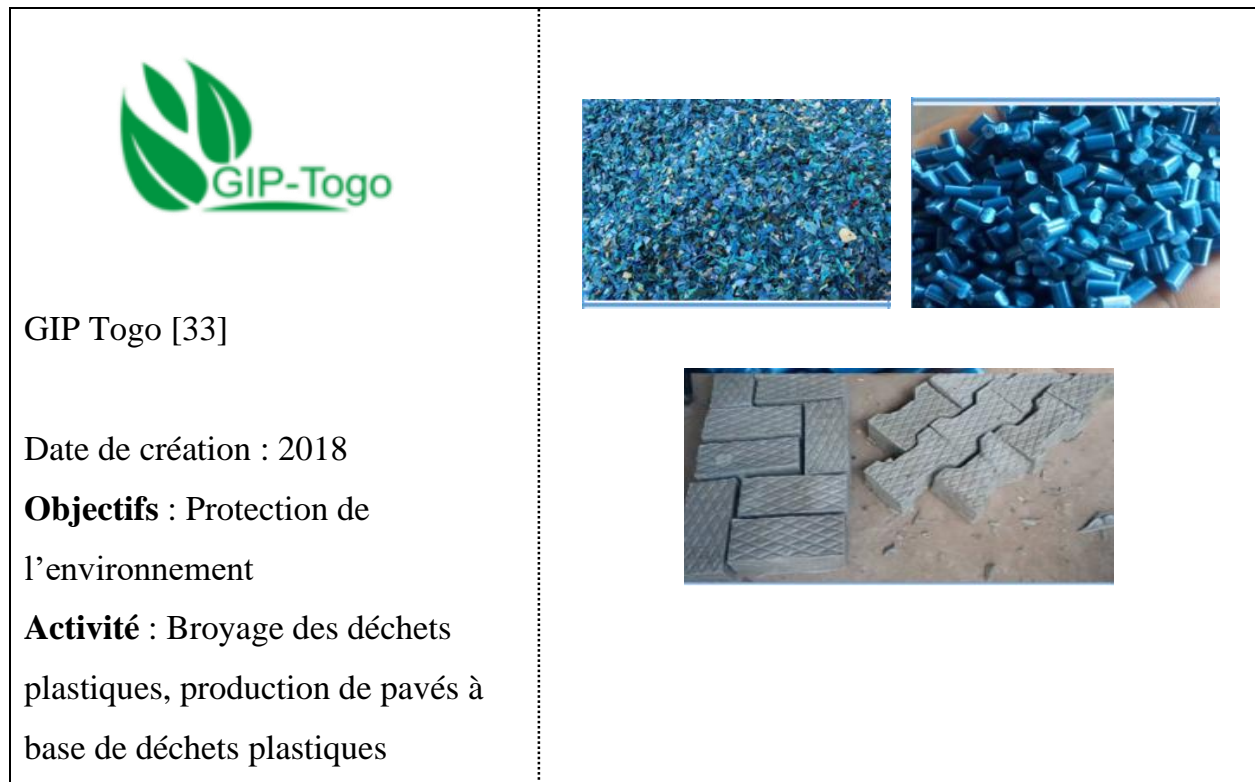 GIP-Togo
GIP Togo [33]
Date de création : 2018
Objectifs : Protection de
l’environnement
Activité : Broyage des déchets
plastiques, production de pavés à
base de déchets plastiques